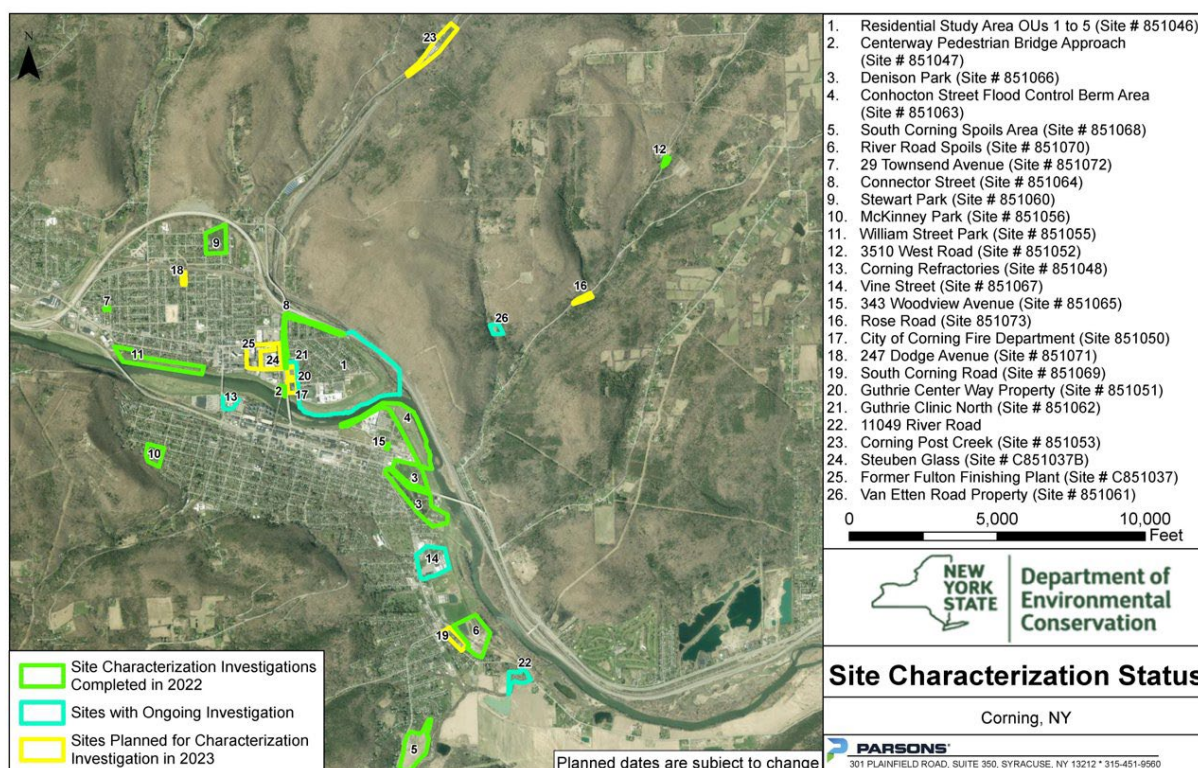 N
23
12
9
18
16
7
8
26
11
25
24
21
1
20
2
17
13
4
15
10
3
3
14
19
6
22
5
Site Characterization Investigations
Completed in 2022
Sites with Ongoing Investigation
Sites Planned for Characterization
Investigation in 2023
Planned dates are subject to change
1. Residential Study Area OUs 1 to 5 (Site # 851046)
2. Centerway Pedestrian Bridge Approach
(Site # 851047)
3. Denison Park (Site # 851066)
4. Conhocton Street Flood Control Berm Area
(Site # 851063)
5. South Corning Spoils Area (Site # 851068)
6. River Road Spoils (Site # 851070)
7. 29 Townsend Avenue (Site # 851072)
8. Connector Street (Site # 851064)
9. Stewart Park (Site # 851060)
10. McKinney Park (Site # 851056)
11. William Street Park (Site # 851055)
12. 3510 West Road (Site # 851052)
13. Corning Refractories (Site # 851048)
14. Vine Street (Site # 851067)
15. 343 Woodview Avenue (Site # 851065)
16. Rose Road (Site 851073)
17. City of Corning Fire Department (Site 851050)
18. 247 Dodge Avenue (Site # 851071)
19. South Corning Road (Site # 851069)
20. Guthrie Center Way Property (Site # 851051)
21. Guthrie Clinic North (Site # 851062)
22. 11049 River Road
23. Corning Post Creek (Site # 851053)
24. Steuben Glass (Site # C851037B)
25. Former Fulton Finishing Plant (Site # C851037)
26. Van Etten Road Property (Site # 851061)
0 5,000 10,000
Feet
NEW
YORK
STATE
Department of
Environmental
Conservation
Site Characterization Status
Corning, NY
PARSONS
301 PLAINFIELD ROAD, SUITE 350, SYRACUSE, NY 13212 * 315-451-9560